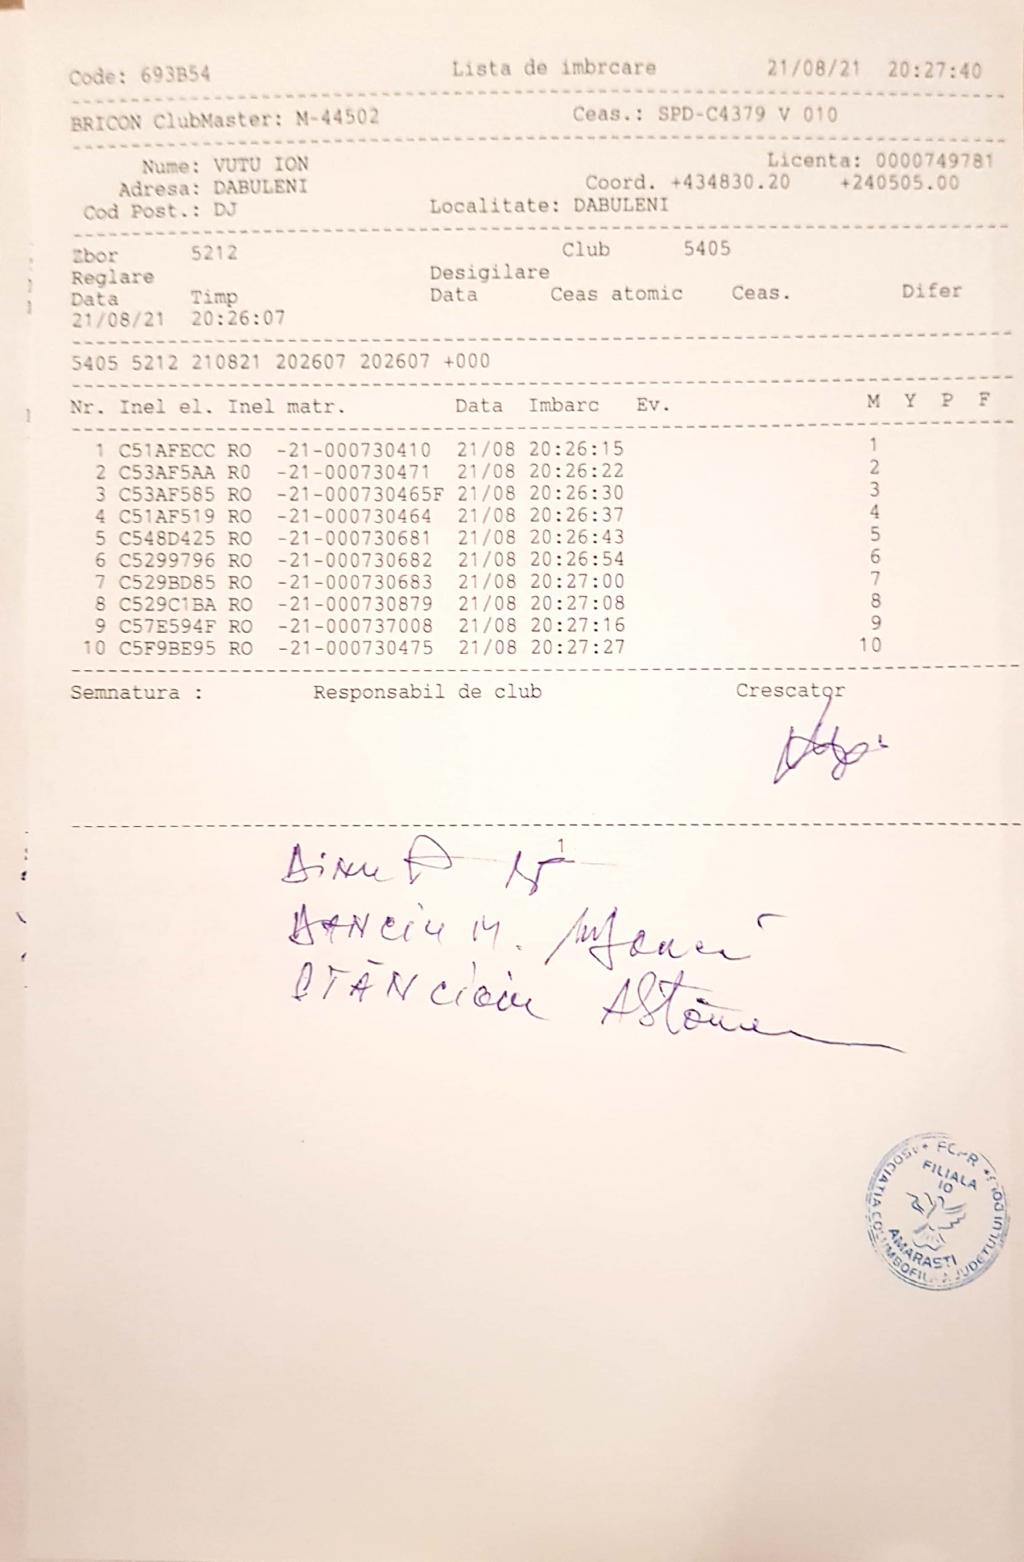 Code: 693B54 Lista de imbrcare 21/08/21 20:27:40
BRICON ClubMaster: M-44502 Ceas.: SPD-C4379 V 010
Nume: VUTU ION Licenta: 0000749781
Adresa: DABULENI Coord. +434830.20 +240505.00
Cod Post.: DJ Localitate: DABULENI
Zbor 5212 Club 5405
Reglare Desigilare
Data Timp Data Ceas atomic Ceas. Difer
21/08/21 20:26:07
5405 5212 210821 202607 202607 +000
Nr. Inel el. Inel matr. Data Imbarc Ev. M Y P F
1 C51AFECC RO -21-000730410 21/08 20:26:15 1
2 C53AF5AA RO -21-000730471 21/08 20:26:22 2
3 C53AF585 RO -21-000730465F 21/08 20:26:30 3
4 C51AF519 RO -21-000730464 21/08 20:26:37 4
5 C548D425 RO -21-000730681 21/08 20:26:43 5
6 C5299796 RO -21-000730682 21/08 20:26:54 6
7 C529BD85 RO -21-000730683 21/08 20:27:00 7
8 C529C1BA RO -21-000730879 21/08 20:27:08 8
9 C57E594F RO -21-000737008 21/08 20:27:16 9
10 C5F9BE95 RO -21-000730475 21/08 20:27:27 10
Semnatura : Responsabil de club Crescator
1
DANCIU M.
FILIALA
10
AMARASTI